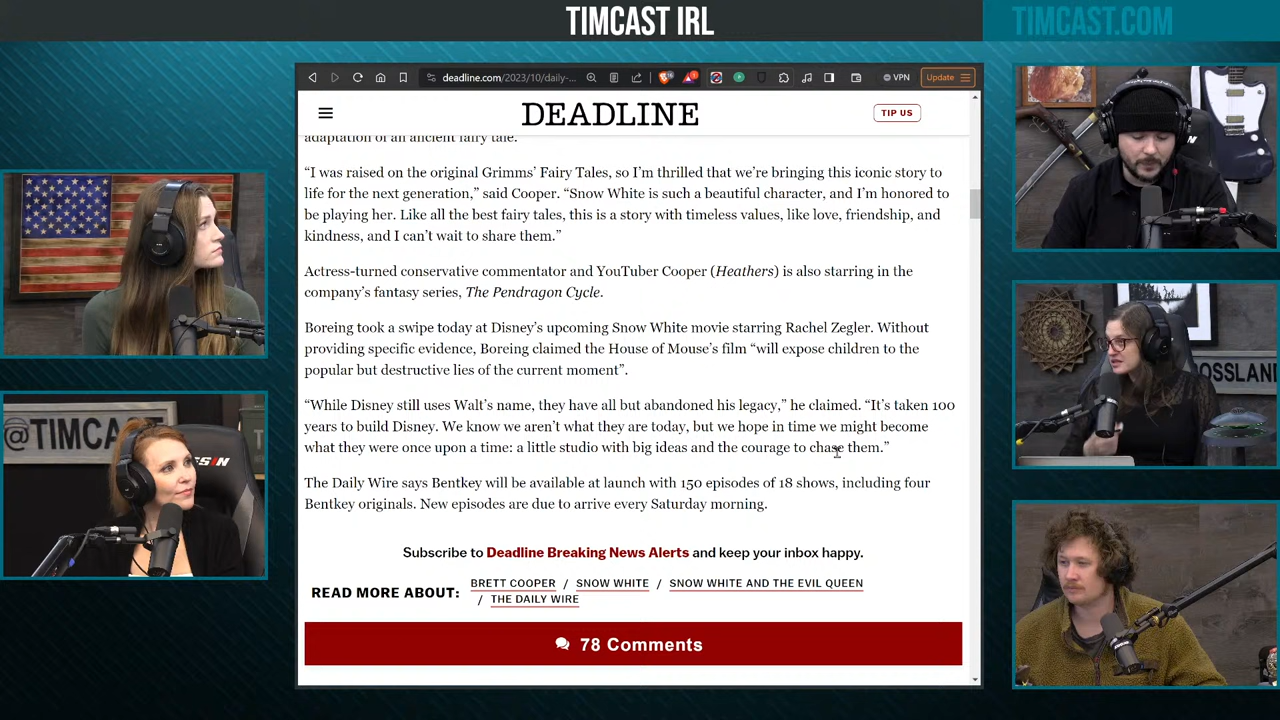 TIMCAST IRL
TIMCAST.COM
deadline.com/2023/10/daily-...
VPN
Update
DEADLINE
TIP US
adaptation of an ancient fairy tale.
“I was raised on the original Grimms’ Fairy Tales, so I’m thrilled that we’re bringing this iconic story to
life for the next generation,” said Cooper. “Snow White is such a beautiful character, and I’m honored to
be playing her. Like all the best fairy tales, this is a story with timeless values, like love, friendship, and
kindness, and I can’t wait to share them.”
Actress-turned conservative commentator and YouTuber Cooper (Heathers) is also starring in the
company’s fantasy series, The Pendragon Cycle.
Boreing took a swipe today at Disney’s upcoming Snow White movie starring Rachel Zegler. Without
providing specific evidence, Boreing claimed the House of Mouse’s film “will expose children to the
popular but destructive lies of the current moment”.
“While Disney still uses Walt’s name, they have all but abandoned his legacy,” he claimed. “It’s taken 100
years to build Disney. We know we aren’t what they are today, but we hope in time we might become
what they were once upon a time: a little studio with big ideas and the courage to chase them.”
The Daily Wire says Bentkey will be available at launch with 150 episodes of 18 shows, including four
Bentkey originals. New episodes are due to arrive every Saturday morning.
Subscribe to Deadline Breaking News Alerts and keep your inbox happy.
READ MORE ABOUT:
BRETT COOPER / SNOW WHITE / SNOW WHITE AND THE EVIL QUEEN
/ THE DAILY WIRE
78 Comments
@TIMCA
OSSLAND